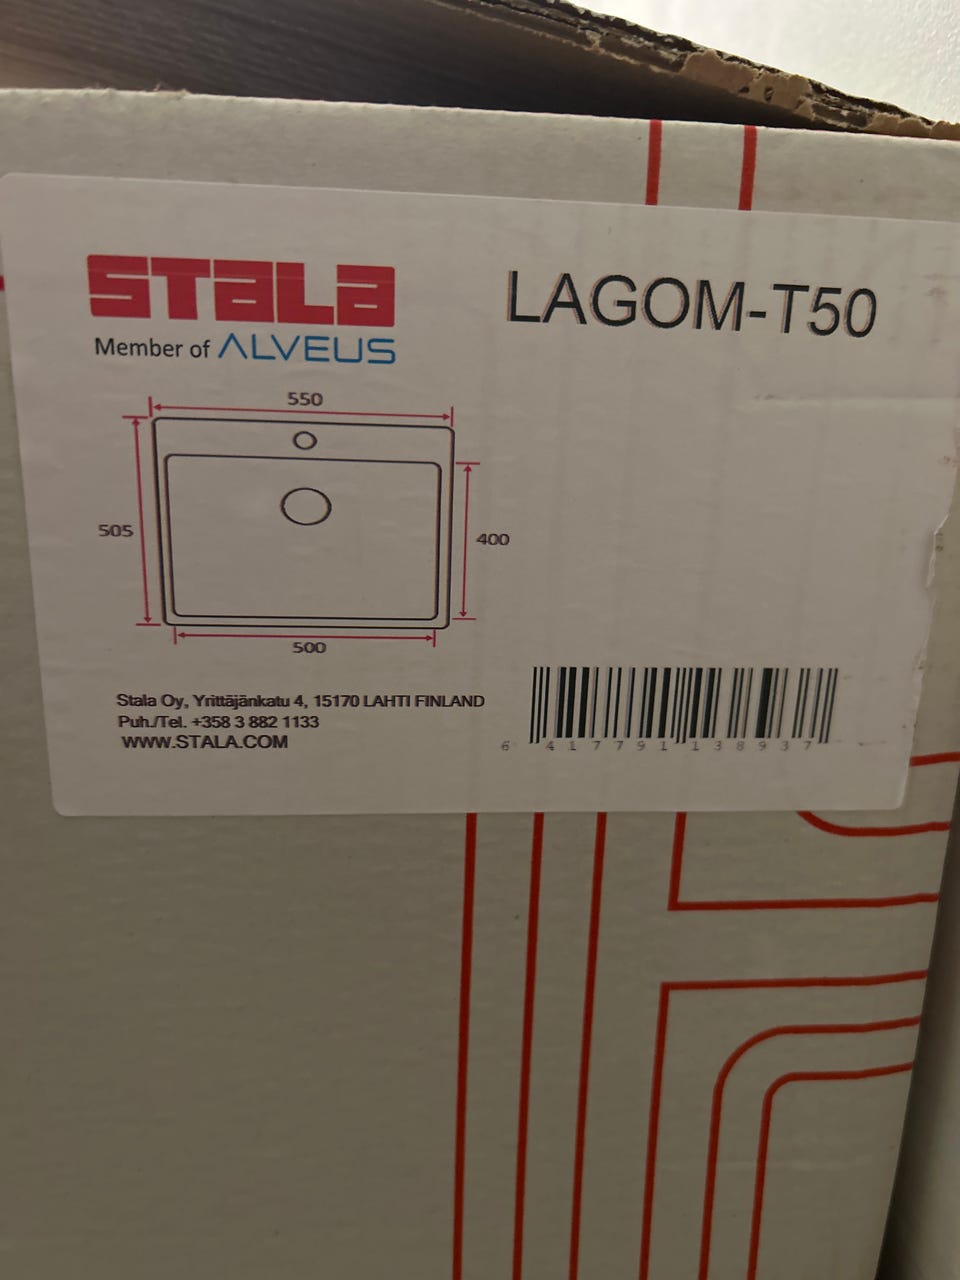 STALA
Member of ALVEUS
LAGOM-T50
550
505
400
500
Stala Oy, Yrittäjänkatu 4, 15170 LAHTI FINLAND
Puh./Tel. +358 3 882 1133
WWW.STALA.COM
6 417791 138937